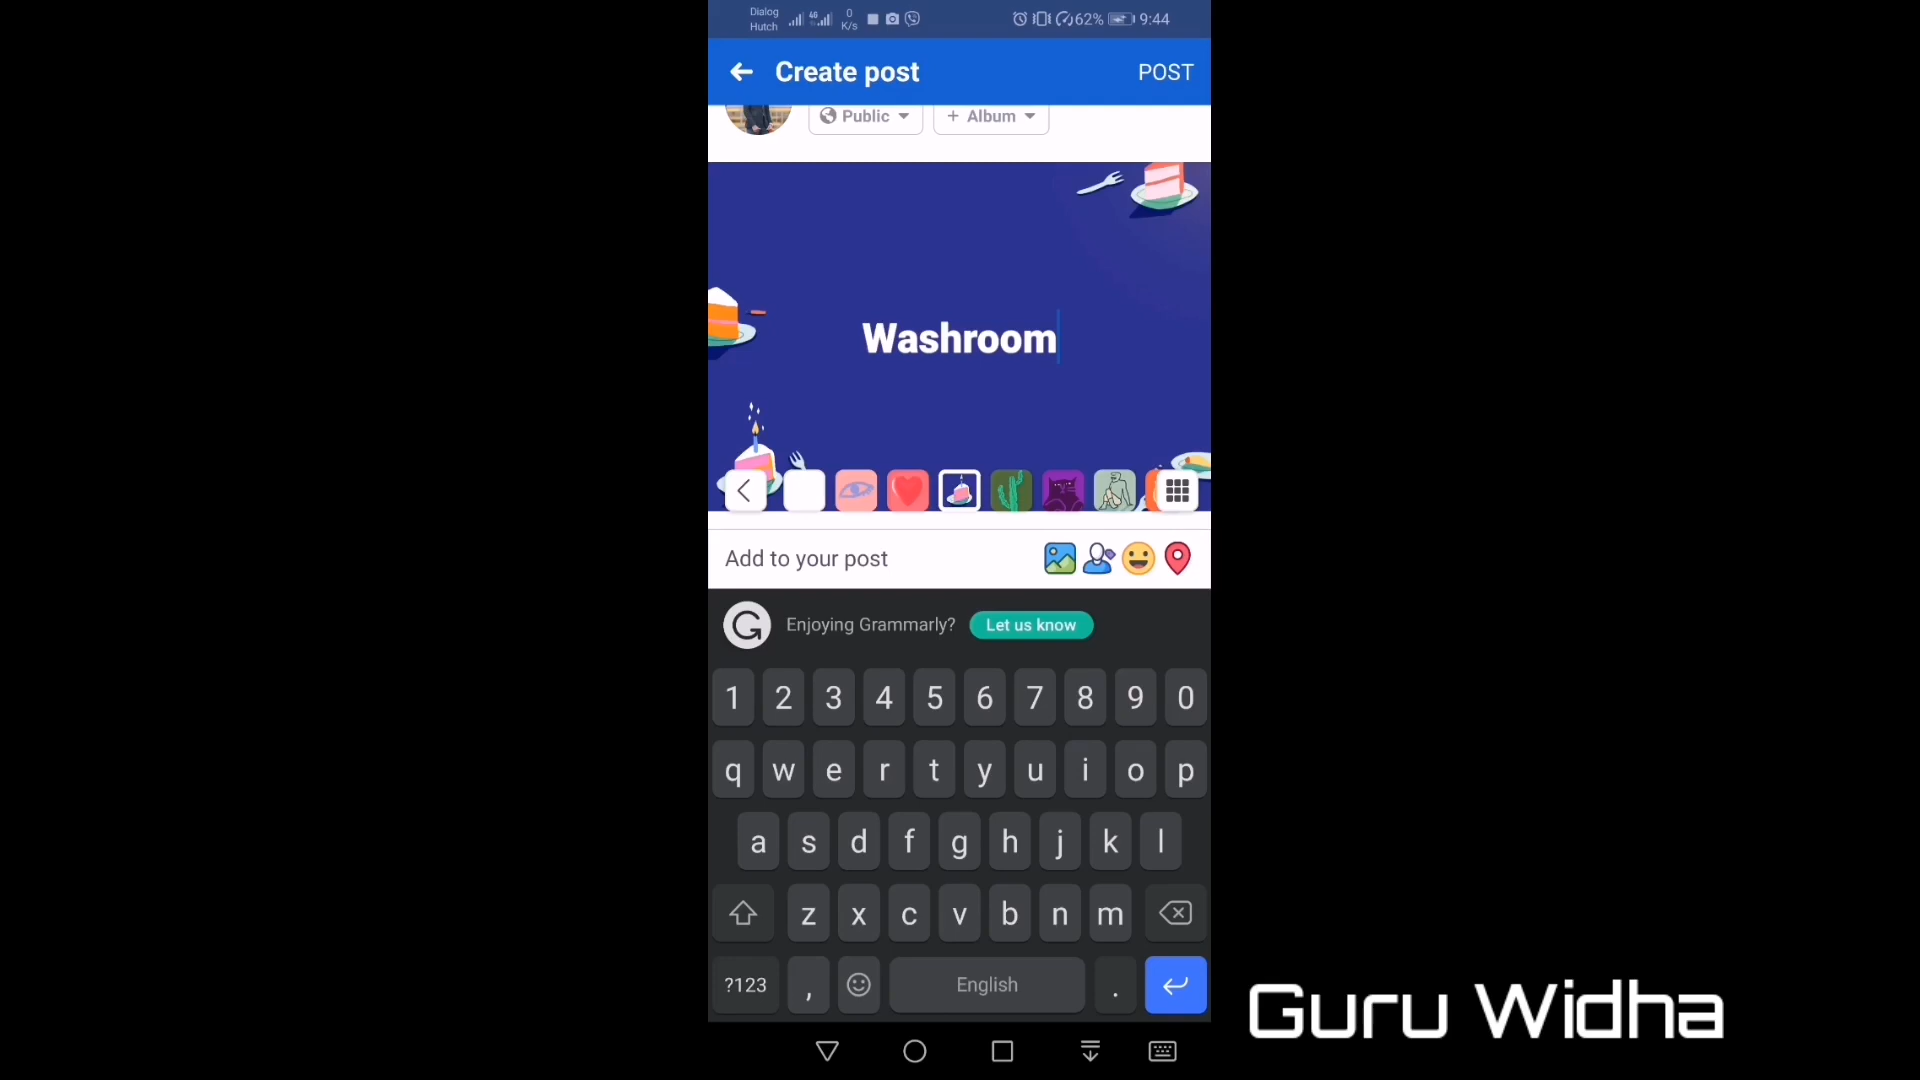 Dialog
Hutch
4G
0
K/s
62%
9:44
Create post
POST
Public
+ Album
Washroom
Add to your post
G
Enjoying Grammarly?
Let us know
1 2 3 4 5 6 7 8 9 0
q w e r t y u i o p
a s d f g h j k l
z x c v b n m
?123 , English .
Guru Widha